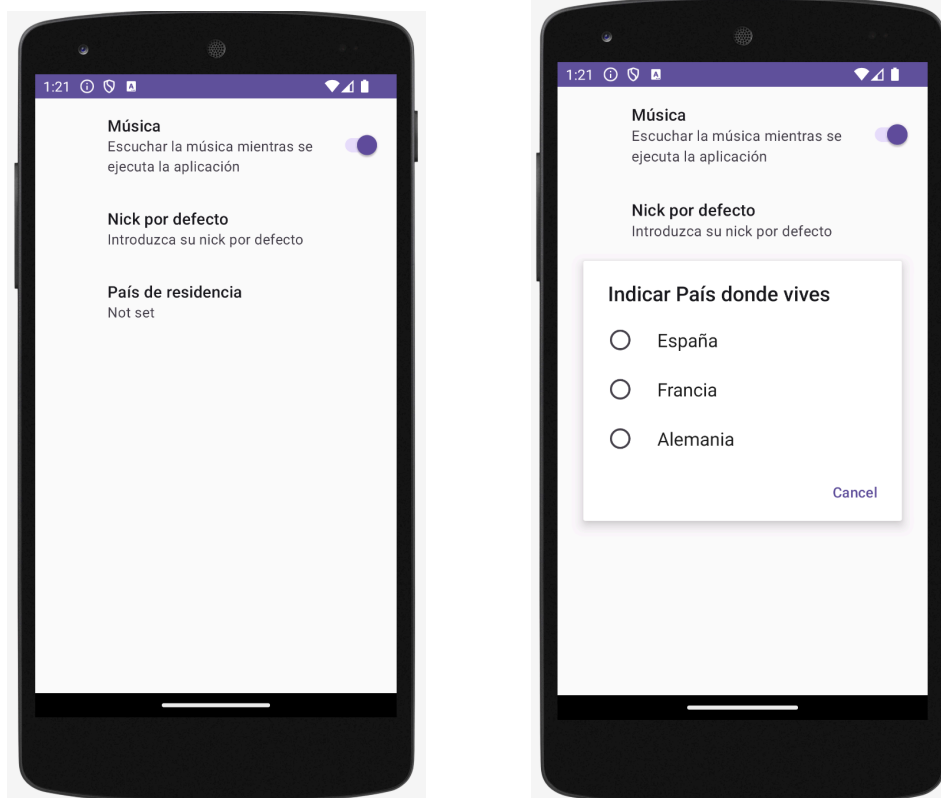 1:21
Música
Escuchar la música mientras se
ejecuta la aplicación
Nick por defecto
Introduzca su nick por defecto
País de residencia
Not set
1:21
Música
Escuchar la música mientras se
ejecuta la aplicación
Nick por defecto
Introduzca su nick por defecto
Indicar País donde vives
España
Francia
Alemania
Cancel